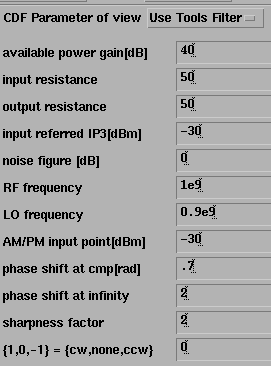 CDF Parameter of view Use Tools Filter
available power gain[dB] 40
input resistance 50
output resistance 50
input referred IP3[dBm] -30
noise figure [dB] 0
RF frequency 1e9
LO frequency 0.9e9
AM/PM input point[dBm] -30
phase shift at cmp[rad] .7
phase shift at infinity 2
sharpness factor 2
{1,0,-1} = {cw,none,ccw} 0